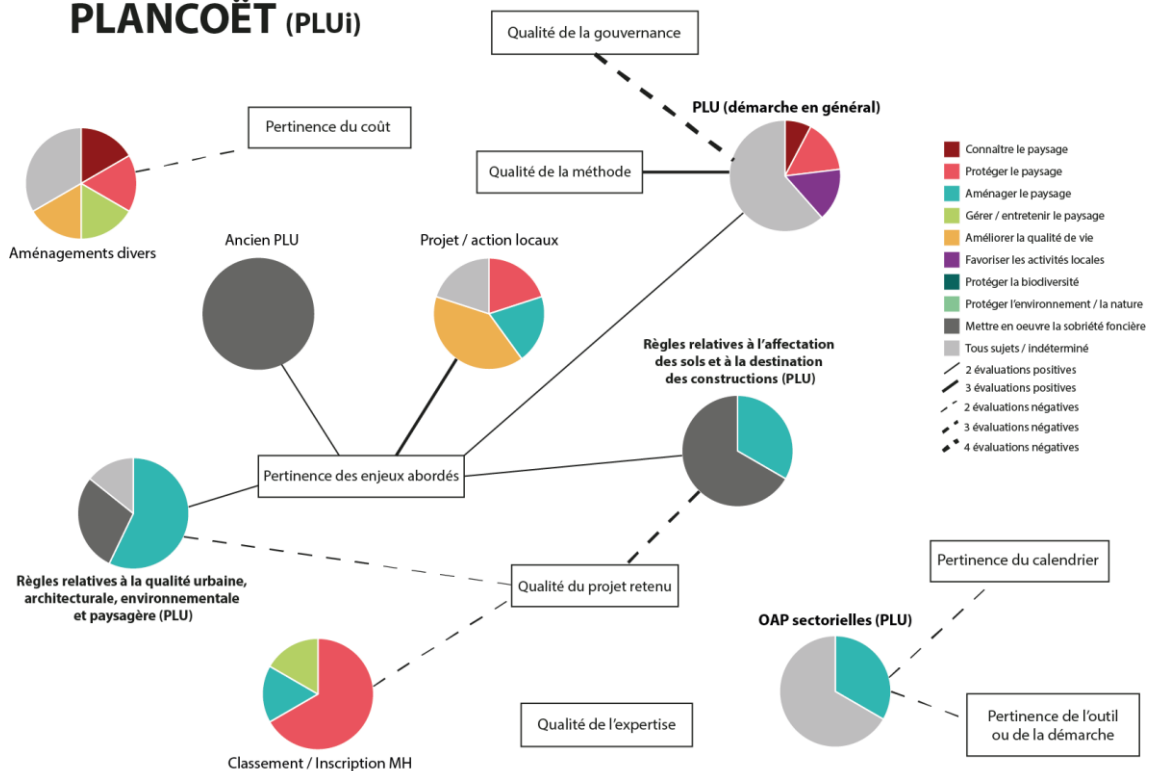 PLANCOËT (PLUi)
Qualité de la gouvernance
PLU (démarche en général)
Pertinence du coût
Qualité de la méthode
Aménagements divers
Ancien PLU
Projet / action locaux
Connaître le paysage
Protéger le paysage
Aménager le paysage
Gérer / entretenir le paysage
Améliorer la qualité de vie
Favoriser les activités locales
Protéger la biodiversité
Protéger l'environnement / la nature
Mettre en oeuvre la sobriété foncière
Tous sujets / indéterminé
2 évaluations positives
3 évaluations positives
2 évaluations négatives
3 évaluations négatives
4 évaluations négatives
Règles relatives à l'affectation
des sols et à la destination
des constructions (PLU)
Pertinence des enjeux abordés
Règles relatives à la qualité urbaine,
architecturale, environnementale
et paysagère (PLU)
Qualité du projet retenu
Pertinence du calendrier
OAP sectorielles (PLU)
Qualité de l'expertise
Pertinence de l'outil
ou de la démarche
Classement / Inscription MH